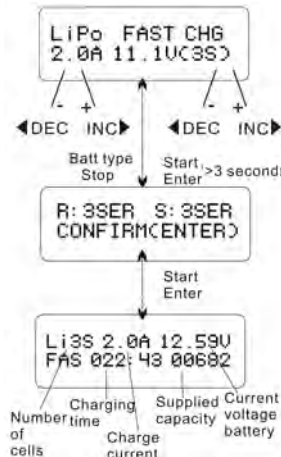 LiPo FAST CHG
2.0A 11.1V(3S)
- + - +
◀DEC INC▶ ◀DEC INC▶
Batt type
Stop
Start
Enter >3 seconds
R:3SER S:3SER
CONFIRM(ENTER)
Start
Enter
Li3S 2.0A 12.59V
FAS 022:43 00682
Number
of
cells
Charging
time
Charge
current
Supplied
capacity
Current
voltage
battery